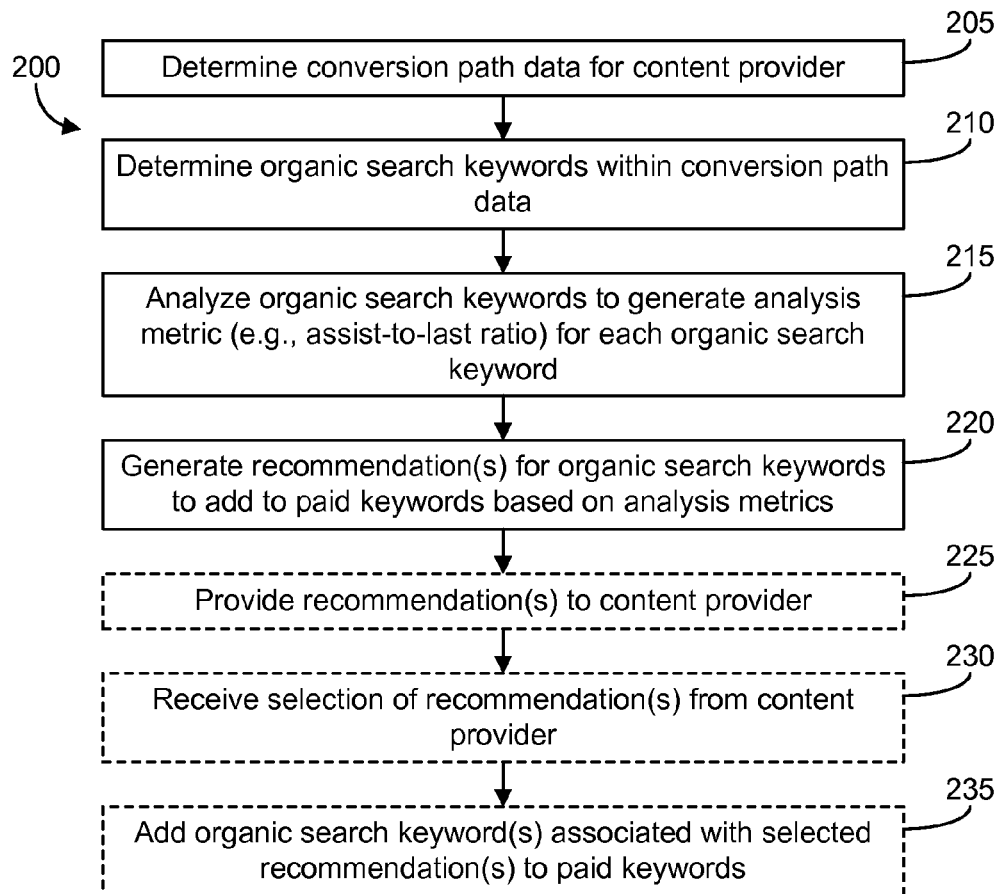 205
200
Determine conversion path data for content provider
210
Determine organic search keywords within conversion path
data
215
Analyze organic search keywords to generate analysis
metric (e.g., assist-to-last ratio) for each organic search
keyword
220
Generate recommendation(s) for organic search keywords
to add to paid keywords based on analysis metrics
225
Provide recommendation(s) to content provider
230
Receive selection of recommendation(s) from content
provider
235
Add organic search keyword(s) associated with selected
recommendation(s) to paid keywords